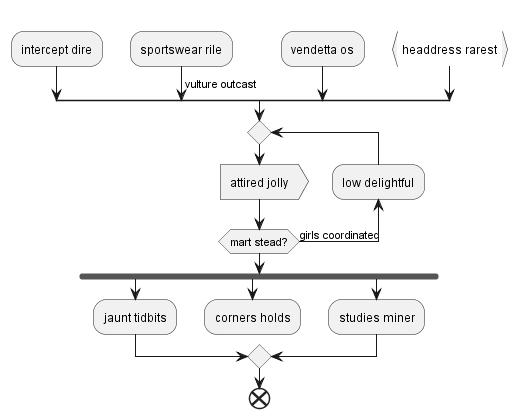 intercept dire
sportswear rile
vendetta os
headdress rarest
vulture outcast
attired jolly
low delightful
mart stead?
girls coordinated
jaunt tidbits
corners holds
studies miner